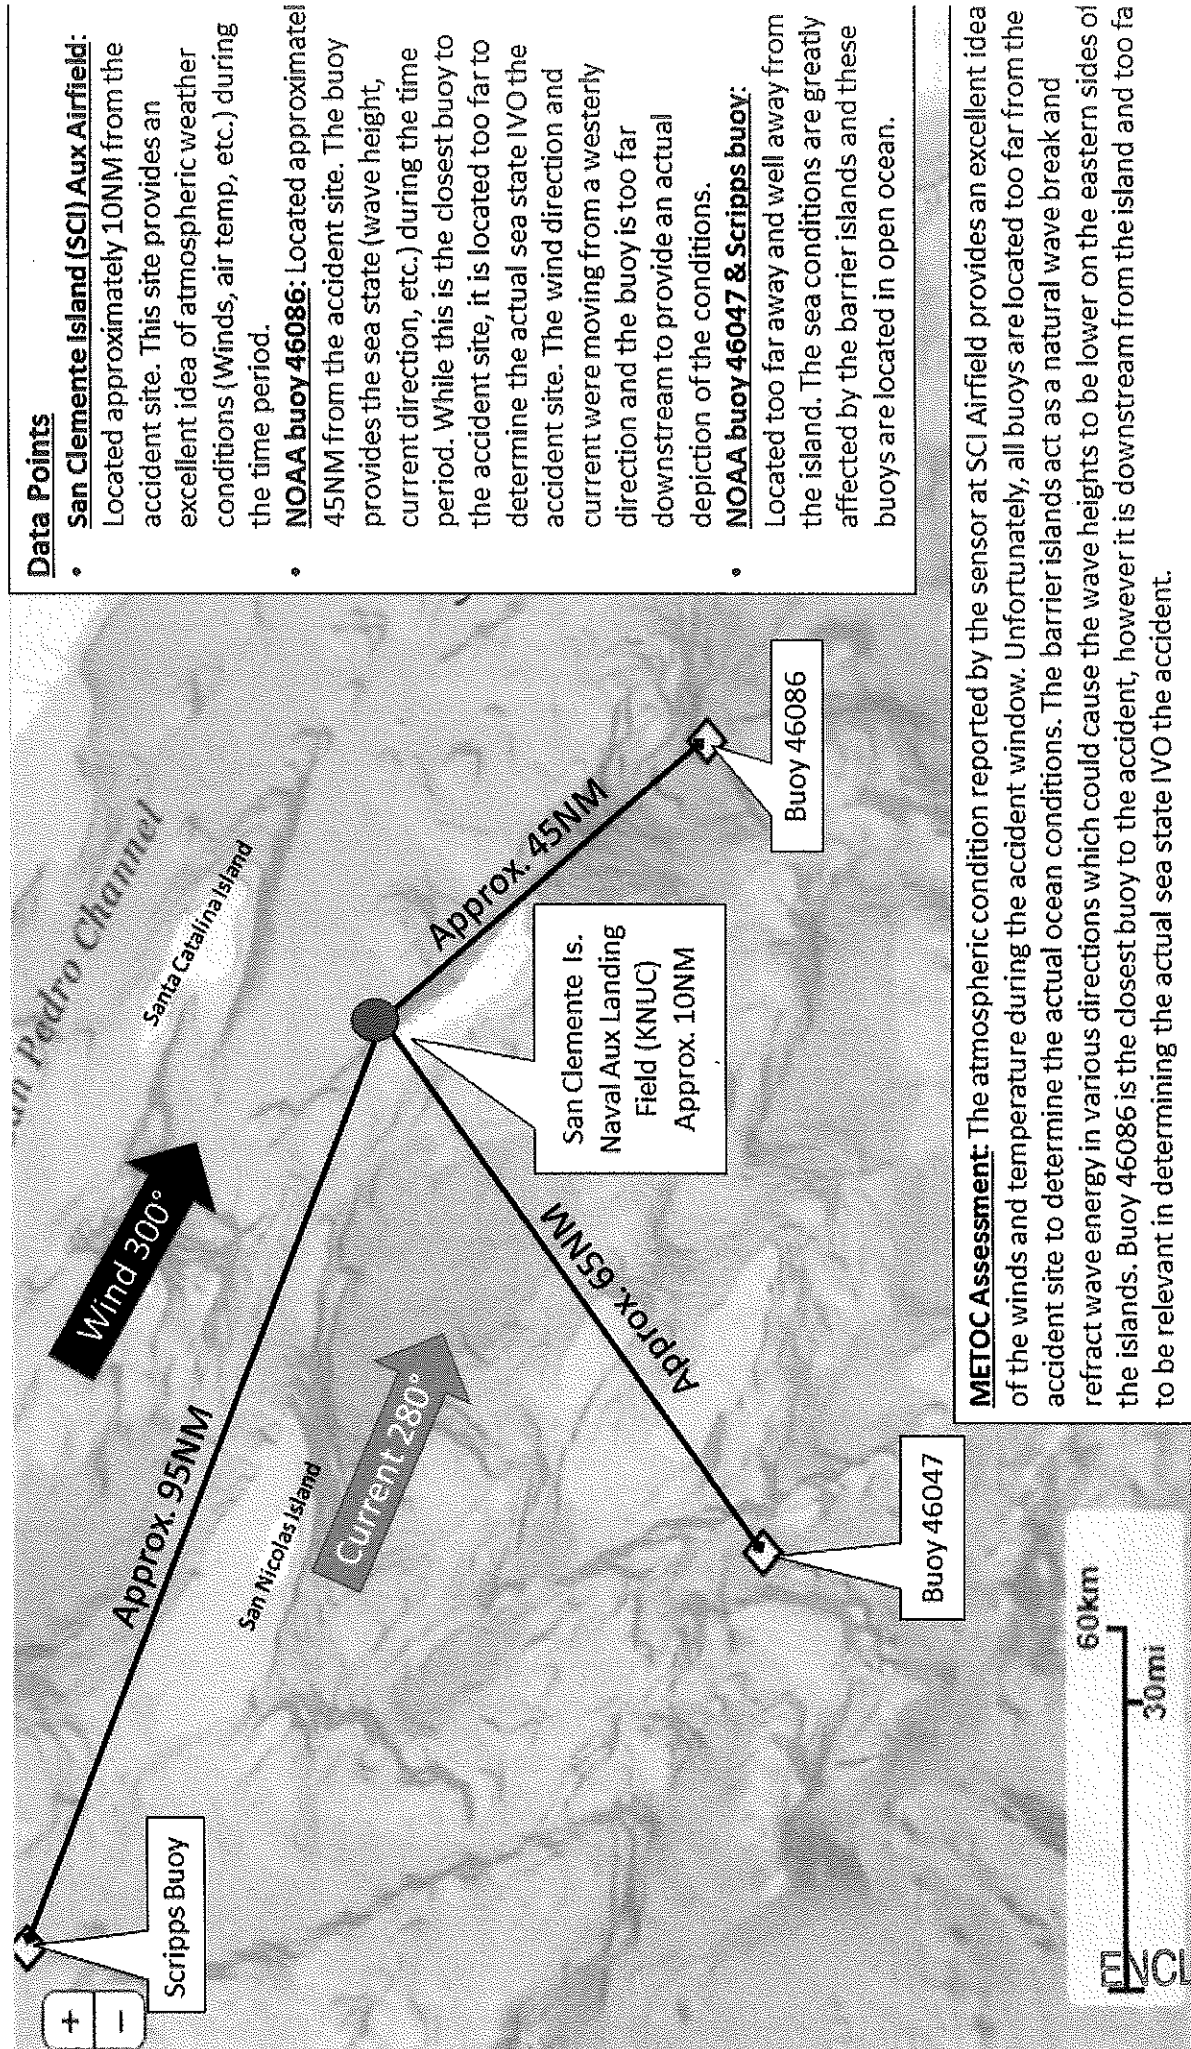 Data Points
• San Clemente Island (SCI) Aux Airfield:
Located approximately 10NM from the
accident site. This site provides an
excellent idea of atmospheric weather
conditions (Winds, air temp, etc.) during
the time period.
• NOAA buoy 46086: Located approximatel
45NM from the accident site. The buoy
provides the sea state (wave height,
current direction, etc.) during the time
period. While this is the closest buoy to
the accident site, it is located too far to
determine the actual sea state IVO the
accident site. The wind direction and
current were moving from a westerly
direction and the buoy is too far
downstream to provide an actual
depiction of the conditions.
• NOAA buoy 46047 & Scripps buoy:
Located too far away and well away from
the island. The sea conditions are greatly
affected by the barrier islands and these
buoys are located in open ocean.
+
−
Scripps Buoy
Approx. 95NM
Wind 300°
Pedro Channel
Santa Catalina Island
San Nicolas Island
Current 280°
Approx. 65NM
Approx. 45NM
San Clemente Is.
Naval Aux Landing
Field (KNUC)
Approx. 10NM
Buoy 46086
Buoy 46047
60km
30mi
ENCL
METOC Assessment: The atmospheric condition reported by the sensor at SCI Airfield provides an excellent idea
of the winds and temperature during the accident window. Unfortunately, all buoys are located too far from the
accident site to determine the actual ocean conditions. The barrier islands act as a natural wave break and
refract wave energy in various directions which could cause the wave heights to be lower on the eastern sides of
the islands. Buoy 46086 is the closest buoy to the accident, however it is downstream from the island and too fa
to be relevant in determining the actual sea state IVO the accident.